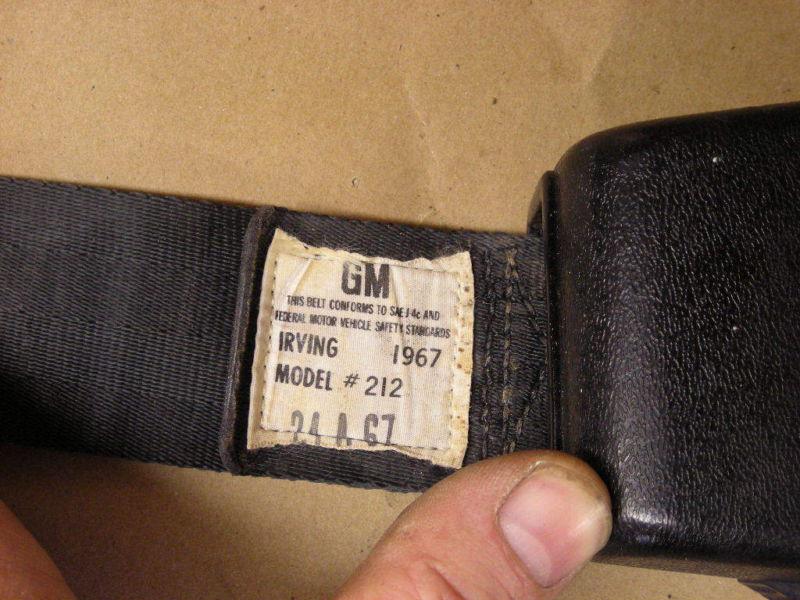 GM
THIS BELT CONFORMS TO SAE J4c AND
FEDERAL MOTOR VEHICLE SAFETY STANDARDS
IRVING 1967
MODEL # 212
24 A 67